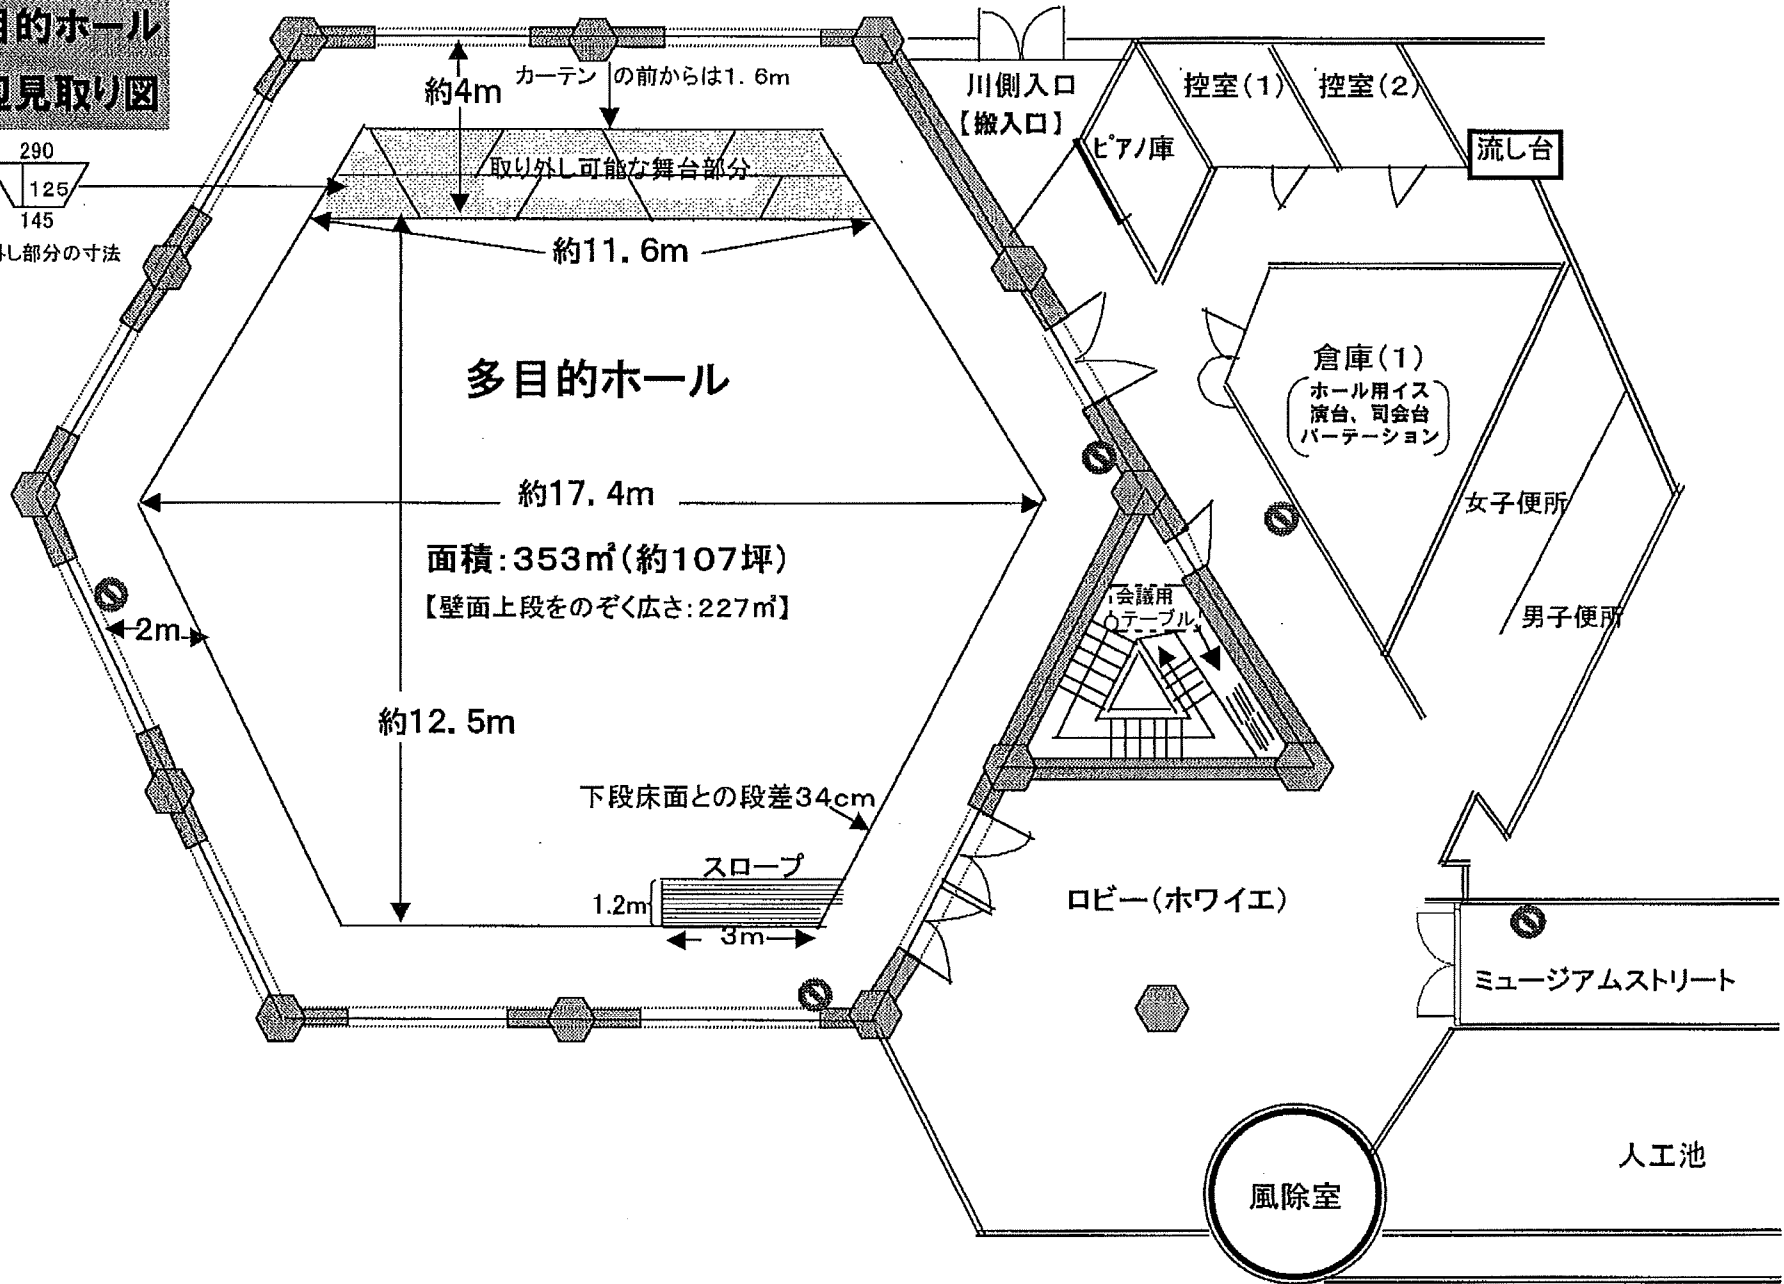 目的ホール
辺見取り図
290
125
145
外し部分の寸法
約4m
カーテンの前からは1.6m
取り外し可能な舞台部分
約11.6m
多目的ホール
約17.4m
面積:353㎡(約107坪)
【壁面上段をのぞく広さ:227㎡】
2m
約12.5m
下段床面との段差34cm
スロープ
1.2m
3m
川側入口
【搬入口】
ピアノ庫
控室(1)
控室(2)
流し台
倉庫(1)
ホール用イス
演台、司会台
パーテーション
女子便所
男子便所
会議用
テーブル
ロビー(ホワイエ)
ミュージアムストリート
人工池
風除室